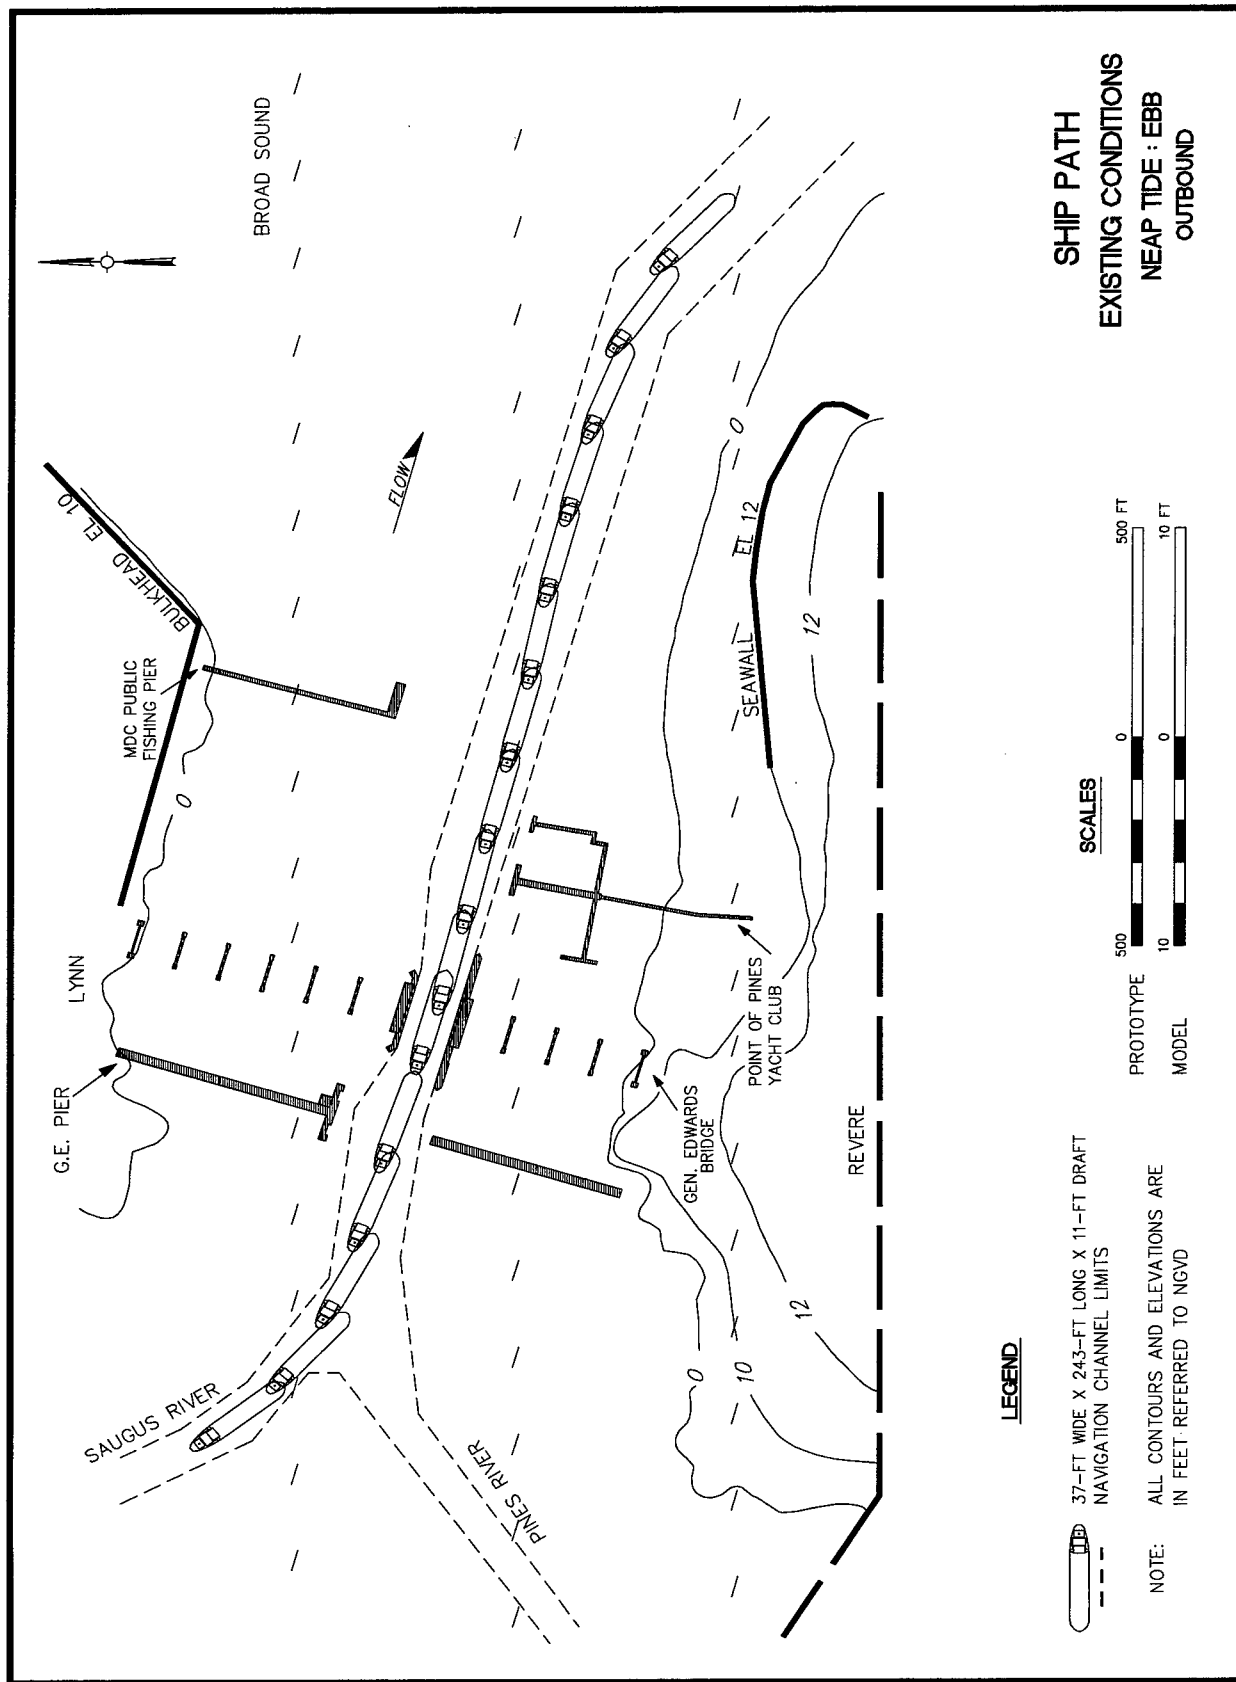 SHIP PATH
EXISTING CONDITIONS
NEAP TIDE : EBB
OUTBOUND
BROAD SOUND
FLOW
BULKHEAD EL 10
MDC PUBLIC
FISHING PIER
0
LYNN
G.E. PIER
SAUGUS RIVER
PINES RIVER
GEN. EDWARDS
BRIDGE
POINT OF PINES
YACHT CLUB
SEAWALL
EL 12
0
12
REVERE
0
10
12
LEGEND
37-FT WIDE X 243-FT LONG X 11-FT DRAFT
NAVIGATION CHANNEL LIMITS
NOTE: ALL CONTOURS AND ELEVATIONS ARE
IN FEET REFERRED TO NGVD
SCALES
PROTOTYPE 500 0 500 FT
MODEL 10 0 10 FT